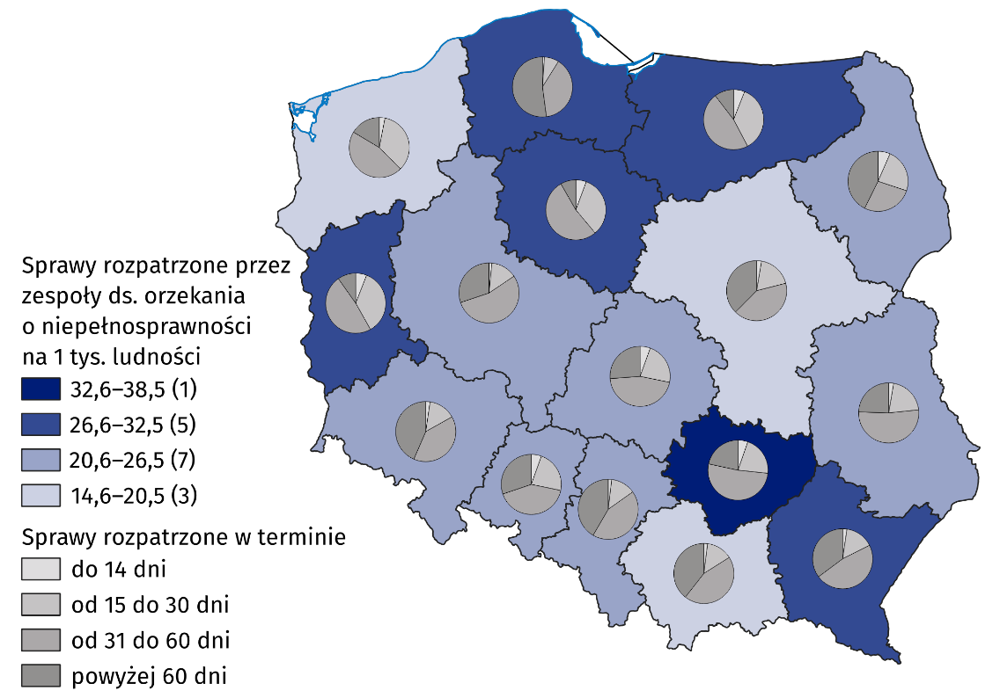 Sprawy rozpatrzone przez
zespoły ds. orzekania
o niepełnosprawności
na 1 tys. ludności
32,6–38,5 (1)
26,6–32,5 (5)
20,6–26,5 (7)
14,6–20,5 (3)
Sprawy rozpatrzone w terminie
do 14 dni
od 15 do 30 dni
od 31 do 60 dni
powyżej 60 dni